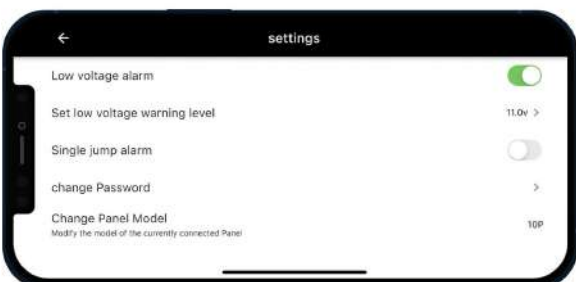 settings
Low voltage alarm
Set low voltage warning level 11.0v >
Single jump alarm
change Password >
Change Panel Model 10P
Modify the model of the currently connected Panel